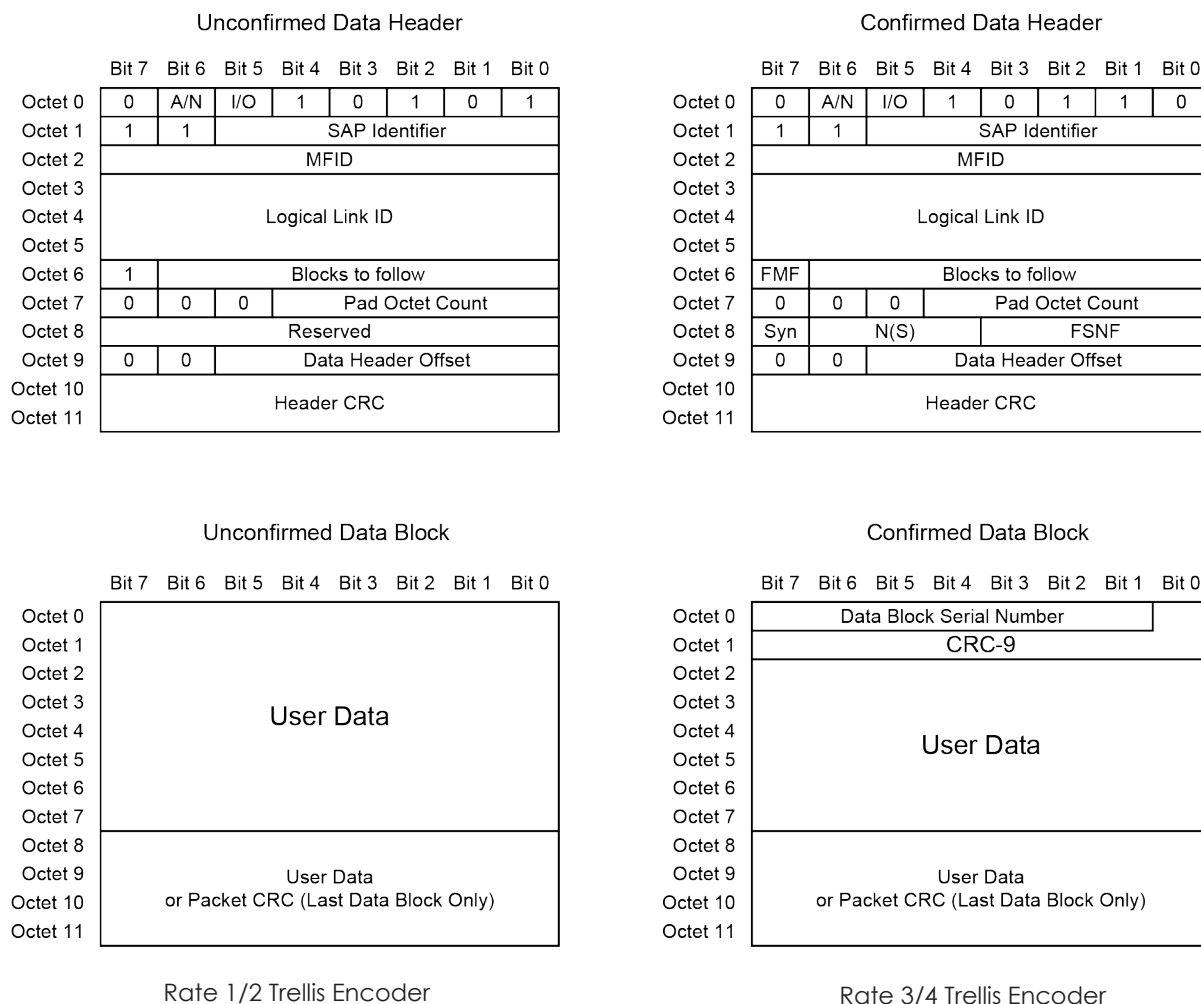 Unconfirmed Data Header
Bit 7 Bit 6 Bit 5 Bit 4 Bit 3 Bit 2 Bit 1 Bit 0
Octet 0 0 A/N I/O 1 0 1 0 1
Octet 1 1 1 SAP Identifier
Octet 2 MFID
Octet 3
Octet 4 Logical Link ID
Octet 5
Octet 6 1 Blocks to follow
Octet 7 0 0 0 Pad Octet Count
Octet 8 Reserved
Octet 9 0 0 Data Header Offset
Octet 10
Header CRC
Octet 11
Confirmed Data Header
Bit 7 Bit 6 Bit 5 Bit 4 Bit 3 Bit 2 Bit 1 Bit 0
Octet 0 0 A/N I/O 1 0 1 1 0
Octet 1 1 1 SAP Identifier
Octet 2 MFID
Octet 3
Octet 4 Logical Link ID
Octet 5
Octet 6 FMF Blocks to follow
Octet 7 0 0 0 Pad Octet Count
Octet 8 Syn N(S) FSNF
Octet 9 0 0 Data Header Offset
Octet 10
Header CRC
Octet 11
Unconfirmed Data Block
Bit 7 Bit 6 Bit 5 Bit 4 Bit 3 Bit 2 Bit 1 Bit 0
Octet 0
Octet 1
Octet 2
Octet 3
User Data
Octet 4
Octet 5
Octet 6
Octet 7
Octet 8
Octet 9 User Data
Octet 10 or Packet CRC (Last Data Block Only)
Octet 11
Rate 1/2 Trellis Encoder
Confirmed Data Block
Bit 7 Bit 6 Bit 5 Bit 4 Bit 3 Bit 2 Bit 1 Bit 0
Octet 0 Data Block Serial Number
Octet 1 CRC-9
Octet 2
Octet 3
Octet 4
User Data
Octet 5
Octet 6
Octet 7
Octet 8
Octet 9 User Data
Octet 10 or Packet CRC (Last Data Block Only)
Octet 11
Rate 3/4 Trellis Encoder